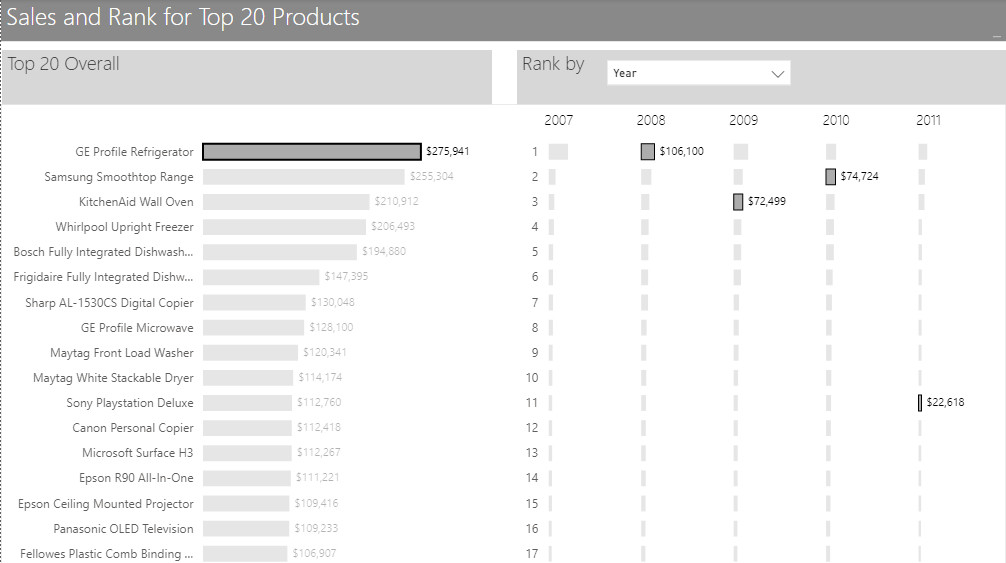 Sales and Rank for Top 20 Products
Top 20 Overall
Rank by
Year
2007 2008 2009 2010 2011
GE Profile Refrigerator $275,941 1 $106,100
Samsung Smoothtop Range $255,304 2 $74,724
KitchenAid Wall Oven $210,912 3 $72,499
Whirlpool Upright Freezer $206,493 4
Bosch Fully Integrated Dishwash... $194,880 5
Frigidaire Fully Integrated Dishw... $147,395 6
Sharp AL-1530CS Digital Copier $130,048 7
GE Profile Microwave $128,100 8
Maytag Front Load Washer $120,341 9
Maytag White Stackable Dryer $114,174 10
Sony Playstation Deluxe $112,760 11 $22,618
Canon Personal Copier $112,418 12
Microsoft Surface H3 $112,267 13
Epson R90 All-In-One $111,221 14
Epson Ceiling Mounted Projector $109,416 15
Panasonic OLED Television $109,233 16
Fellowes Plastic Comb Binding ... $106,907 17